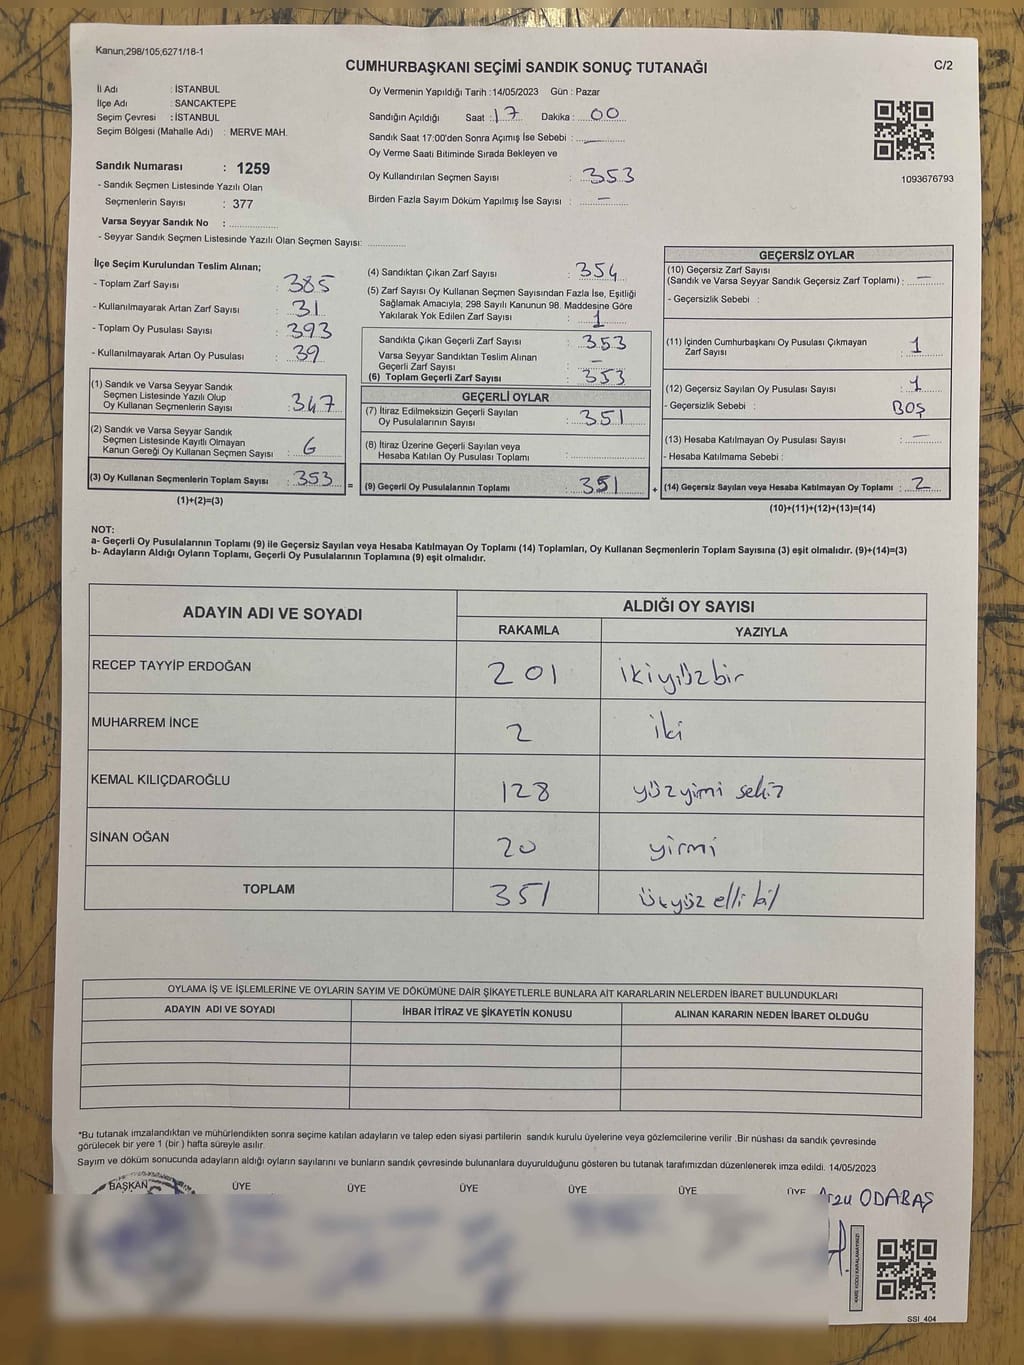 Kanun;298/105;6271/18-1
CUMHURBAŞKANI SEÇİMİ SANDIK SONUÇ TUTANAĞI
C/2
İl Adı : İSTANBUL
İlçe Adı : SANCAKTEPE
Seçim Çevresi : İSTANBUL
Seçim Bölgesi (Mahalle Adı) : MERVE MAH.
Sandık Numarası : 1259
- Sandık Seçmen Listesinde Yazılı Olan
Seçmenlerin Sayısı : 377
Varsa Seyyar Sandık No : ................
- Seyyar Sandık Seçmen Listesinde Yazılı Olan Seçmen Sayısı: ............
Oy Vermenin Yapıldığı Tarih :14/05/2023 Gün : Pazar
Sandığın Açıldığı Saat : 17 Dakika : 00
Sandık Saat 17:00'den Sonra Açımış İse Sebebi : —
Oy Verme Saati Bitiminde Sırada Bekleyen ve
Oy Kullandırılan Seçmen Sayısı : 353
Birden Fazla Sayım Döküm Yapılmış İse Sayısı : —
1093676793
İlçe Seçim Kurulundan Teslim Alınan;
- Toplam Zarf Sayısı : 385
- Kullanılmayarak Artan Zarf Sayısı : 31
- Toplam Oy Pusulası Sayısı : 393
- Kullanılmayarak Artan Oy Pusulası : 39
(1) Sandık ve Varsa Seyyar Sandık
Seçmen Listesinde Yazılı Olup
Oy Kullanan Seçmenlerin Sayısı : 347
(2) Sandık ve Varsa Seyyar Sandık
Seçmen Listesinde Kayıtlı Olmayan
Kanun Gereği Oy Kullanan Seçmen Sayısı : 6
(3) Oy Kullanan Seçmenlerin Toplam Sayısı : 353
(1)+(2)=(3)
(4) Sandıktan Çıkan Zarf Sayısı : 354
(5) Zarf Sayısı Oy Kullanan Seçmen Sayısından Fazla İse, Eşitliği
Sağlamak Amacıyla; 298 Sayılı Kanunun 98. Maddesine Göre
Yakılarak Yok Edilen Zarf Sayısı : 1
Sandıkta Çıkan Geçerli Zarf Sayısı : 353
Varsa Seyyar Sandıktan Teslim Alınan
Geçerli Zarf Sayısı : —
(6) Toplam Geçerli Zarf Sayısı : 353
=
GEÇERLİ OYLAR
(7) İtiraz Edilmeksizin Geçerli Sayılan
Oy Pusulalarının Sayısı : 351
(8) İtiraz Üzerine Geçerli Sayılan veya
Hesaba Katılan Oy Pusulası Toplamı :................
(9) Geçerli Oy Pusulalarının Toplamı : 351
+
GEÇERSİZ OYLAR
(10) Geçersiz Zarf Sayısı
(Sandık ve Varsa Seyyar Sandık Geçersiz Zarf Toplamı) : —
- Geçersizlik Sebebi :
(11) İçinden Cumhurbaşkanı Oy Pusulası Çıkmayan
Zarf Sayısı : 1
(12) Geçersiz Sayılan Oy Pusulası Sayısı : 1
- Geçersizlik Sebebi : BOŞ
(13) Hesaba Katılmayan Oy Pusulası Sayısı : —
- Hesaba Katılmama Sebebi :
(14) Geçersiz Sayılan veya Hesaba Katılmayan Oy Toplamı : 2
(10)+(11)+(12)+(13)=(14)
NOT:
a- Geçerli Oy Pusulalarının Toplamı (9) ile Geçersiz Sayılan veya Hesaba Katılmayan Oy Toplamı (14) Toplamları, Oy Kullanan Seçmenlerin Toplam Sayısına (3) eşit olmalıdır. (9)+(14)=(3)
b- Adayların Aldığı Oyların Toplamı, Geçerli Oy Pusulalarının Toplamına (9) eşit olmalıdır.
ADAYIN ADI VE SOYADI
ALDIĞI OY SAYISI
RAKAMLA YAZIYLA
RECEP TAYYİP ERDOĞAN 201 ikiyüzbir
MUHARREM İNCE 2 iki
KEMAL KILIÇDAROĞLU 128 yüzyimi sekiz
SİNAN OĞAN 20 yirmi
TOPLAM 351 üçyüz elli bir
OYLAMA İŞ VE İŞLEMLERİNE VE OYLARIN SAYIM VE DÖKÜMÜNE DAİR ŞİKAYETLERLE BUNLARA AİT KARARLARIN NELERDEN İBARET BULUNDUKLARI
ADAYIN ADI VE SOYADI İHBAR İTİRAZ VE ŞİKAYETİN KONUSU ALINAN KARARIN NEDEN İBARET OLDUĞU
*Bu tutanak imzalandıktan ve mühürlendikten sonra seçime katılan adayların ve talep eden siyasi partilerin sandık kurulu üyelerine veya gözlemcilerine verilir .Bir nüshası da sandık çevresinde
görülecek bir yere 1 (bir ) hafta süreyle asılır.
Sayım ve döküm sonucunda adayların aldığı oyların sayılarını ve bunların sandık çevresinde bulunanlara duyurulduğunu gösteren bu tutanak tarafımızdan düzenlenerek imza edildi. 14/05/2023
BAŞKAN ÜYE ÜYE ÜYE ÜYE ÜYE ÜYE Arzu ODABAŞ
SSI_404